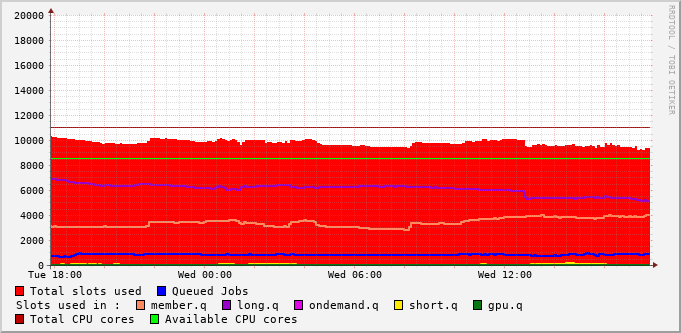 RRDTOOL / TOBI OETIKER
20000
18000
16000
14000
12000
10000
8000
6000
4000
2000
0
Tue 18:00 Wed 00:00 Wed 06:00 Wed 12:00
Total slots used Queued Jobs
Slots used in : member.q long.q ondemand.q short.q gpu.q
Total CPU cores Available CPU cores